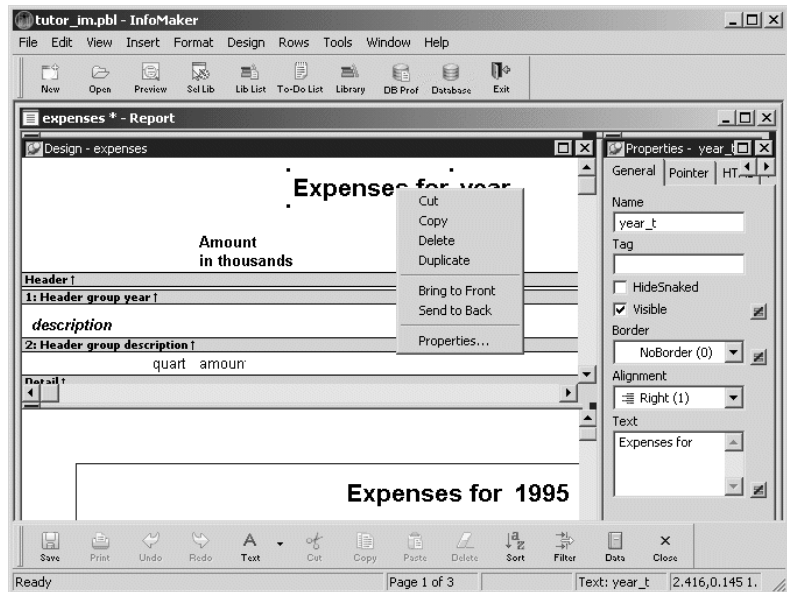 tutor_im.pbl - InfoMaker
File Edit View Insert Format Design Rows Tools Window Help
New Open Preview Sel Lib Lib List To-Do List Library DB Prof Database Exit
expenses * - Report
Design - expenses
Expenses for year
Amount
in thousands
Header ↑
1: Header group year ↑
description
2: Header group description ↑
quart amoun
Detail ↑
Cut
Copy
Delete
Duplicate
Bring to Front
Send to Back
Properties...
Properties - year_t
General Pointer HT
Name
year_t
Tag
HideSnaked
Visible
Border
NoBorder (0)
Alignment
Right (1)
Text
Expenses for
Expenses for 1995
Save Print Undo Redo Text Cut Copy Paste Delete Sort Filter Data Close
Ready Page 1 of 3 Text: year_t 2.416,0.145 1.